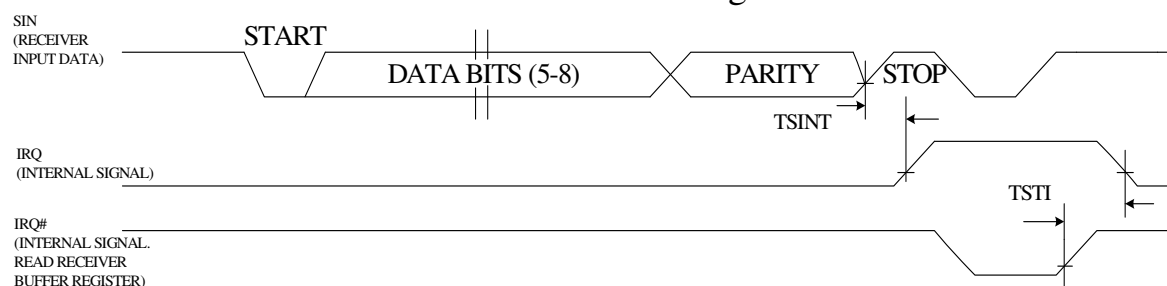 SIN
(RECEIVER
INPUT DATA)
START
DATA BITS (5-8)
PARITY
STOP
TSINT
IRQ
(INTERNAL SIGNAL)
TSTI
IRQ#
(INTERNAL SIGNAL.
READ RECEIVER
BUFFER REGISTER)